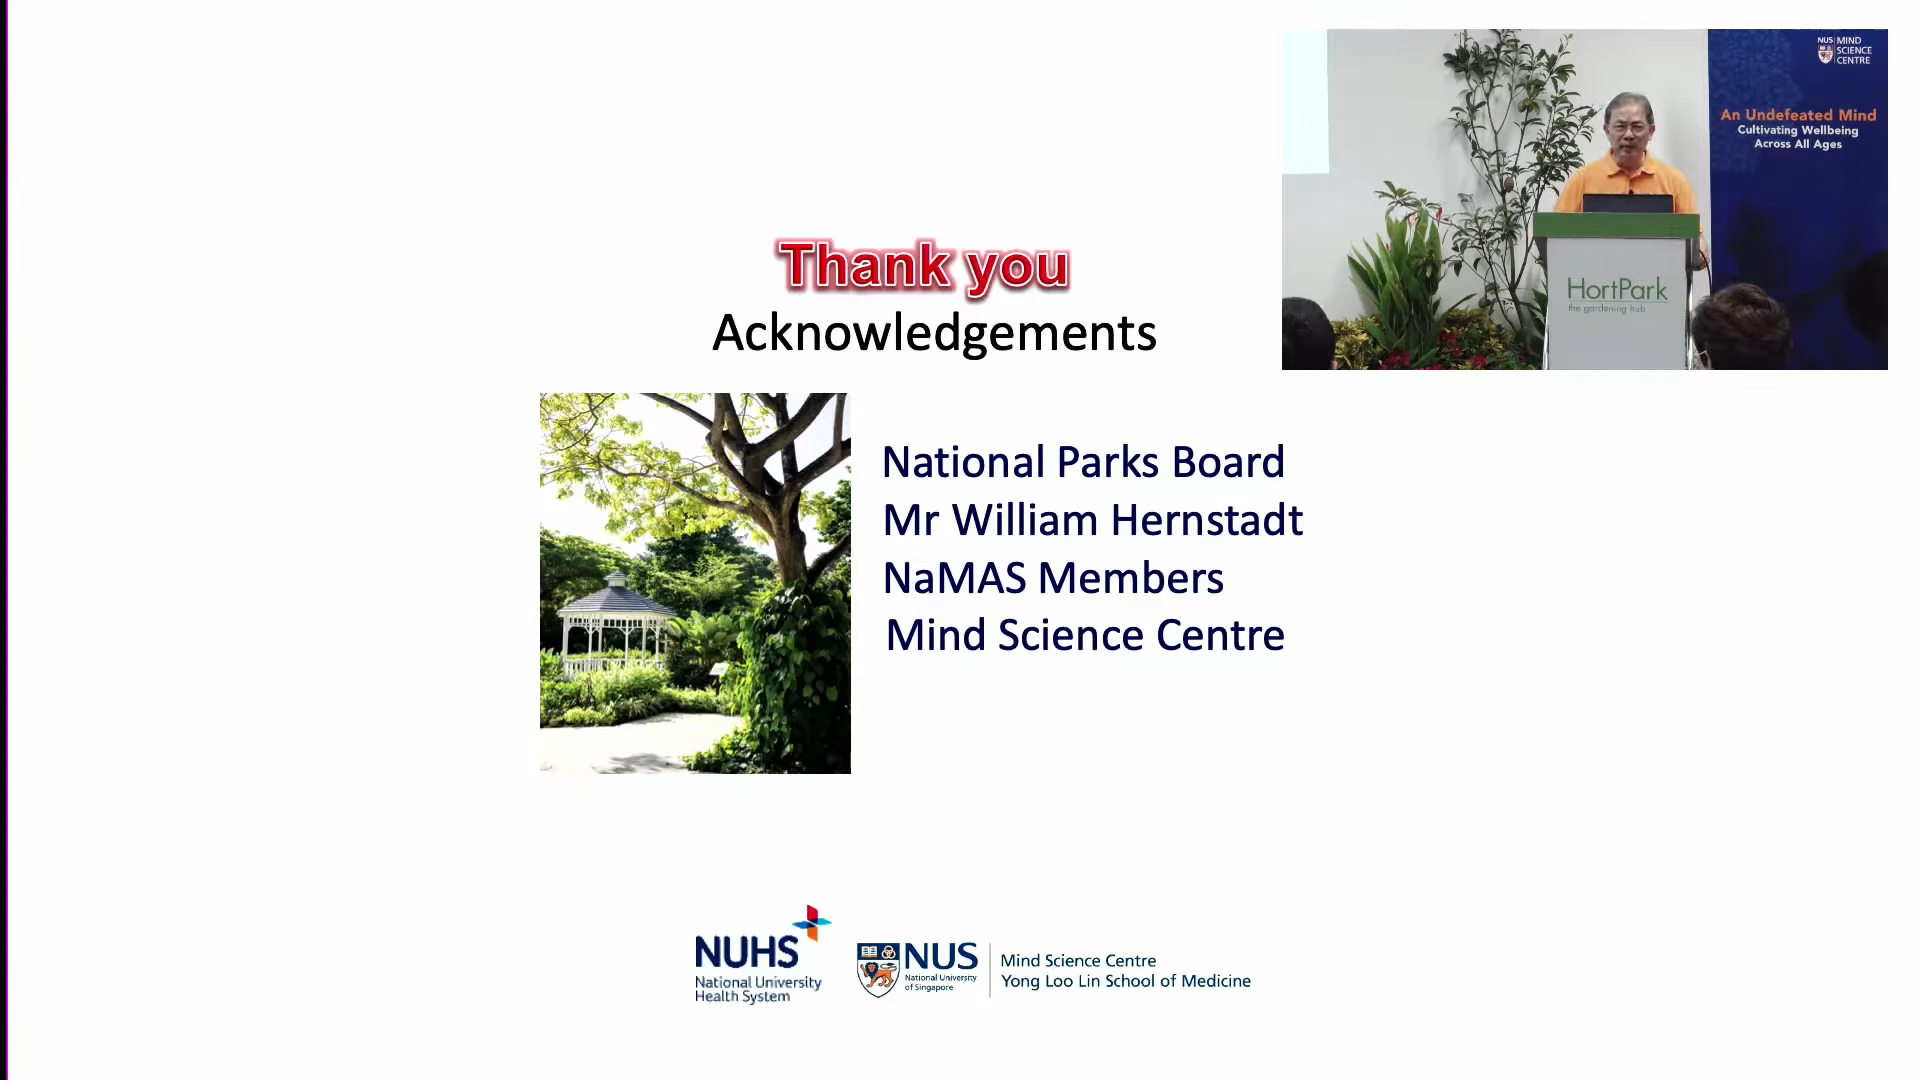 Thank you
Acknowledgements
National Parks Board
Mr William Hernstadt
NaMAS Members
Mind Science Centre
NUHS
National University
Health System
NUS
National University
of Singapore
Mind Science Centre
Yong Loo Lin School of Medicine
NUS
MIND
SCIENCE
CENTRE
An Undefeated Mind
Cultivating Wellbeing
Across All Ages
HortPark
the gardening hub